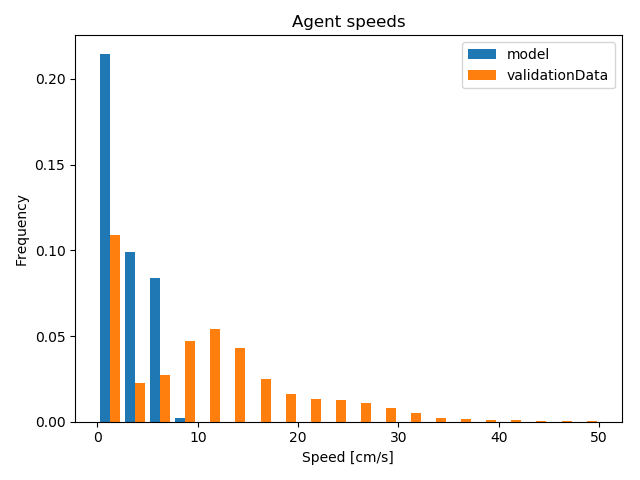 Agent speeds
model
validationData
Frequency
0.20
0.15
0.10
0.05
0.00
0 10 20 30 40 50
Speed [cm/s]